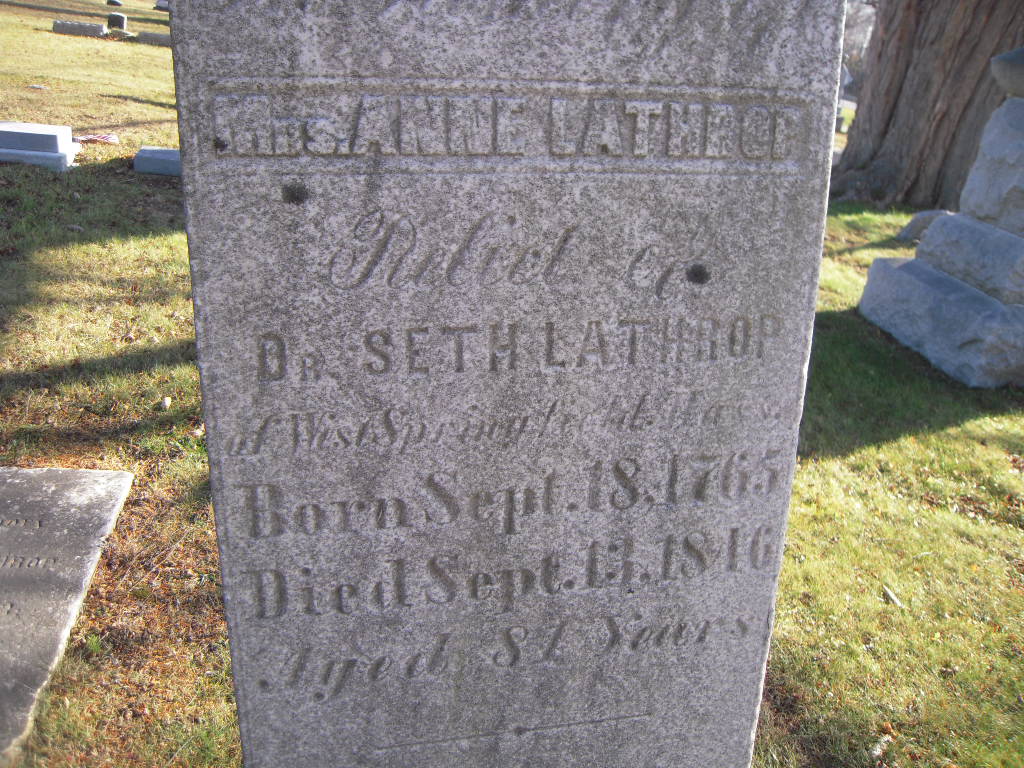 Mrs. ANNE LATHROP
Relict of
DR. SETH LATHROP
of West Springfield, Mass.
Born Sept. 18, 1765
Died Sept. 13, 1846
Aged 81 Years